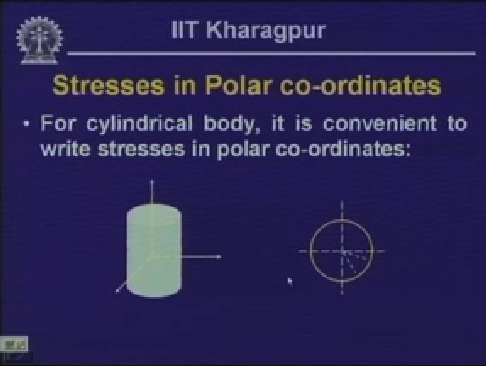 IIT Kharagpur
Stresses in Polar co-ordinates
• For cylindrical body, it is convenient to
write stresses in polar co-ordinates: